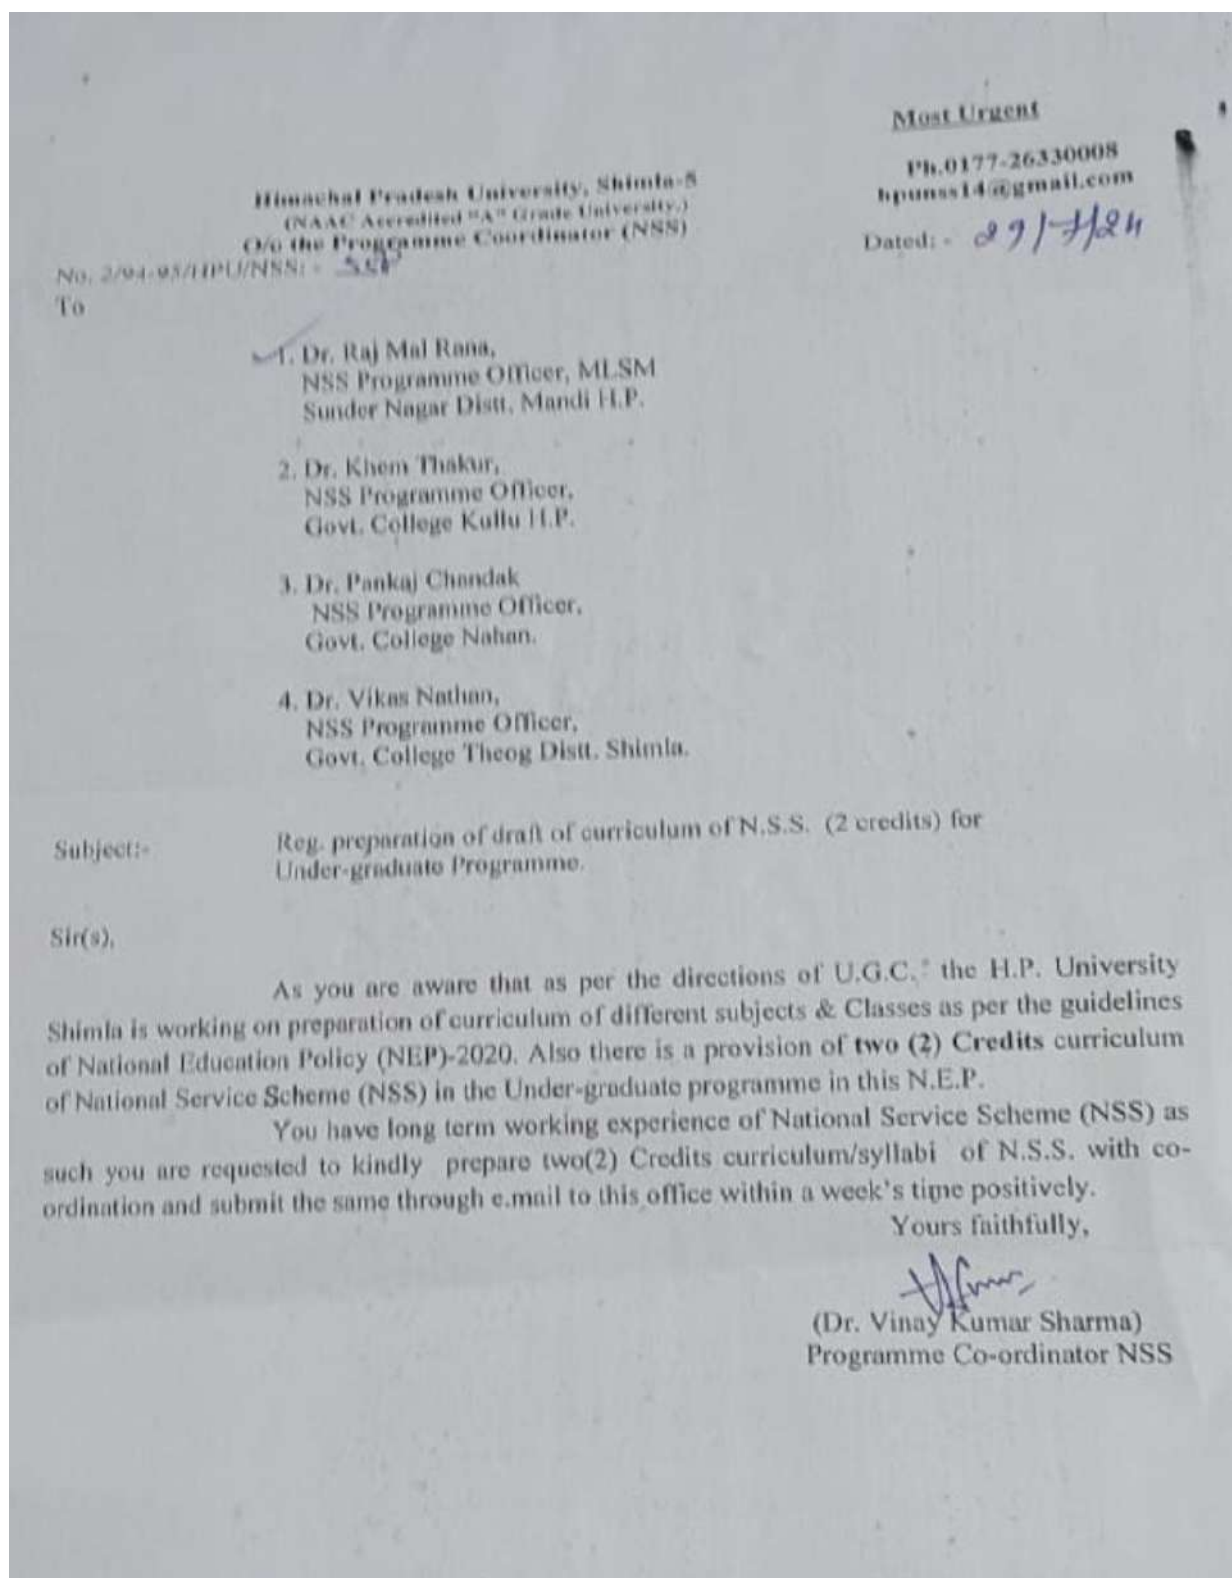 Most Urgent
Ph.0177-26330008
hpunss14@gmail.com
Himachal Pradesh University, Shimla-5
(NAAC Accredited "A" Grade University.)
O/o the Programme Coordinator (NSS)
Dated: - 29/7/24
No. 2/94-95/HPU/NSS: -
To
1. Dr. Raj Mal Rana,
NSS Programme Officer, MLSM
Sunder Nagar Distt. Mandi H.P.
2. Dr. Khem Thakur,
NSS Programme Officer,
Govt. College Kullu H.P.
3. Dr. Pankaj Chandak
NSS Programme Officer,
Govt. College Nahan.
4. Dr. Vikas Nathan,
NSS Programme Officer,
Govt. College Theog Distt. Shimla.
Subject:- Reg. preparation of draft of curriculum of N.S.S. (2 credits) for
Under-graduate Programme.
Sir(s),
As you are aware that as per the directions of U.G.C. the H.P. University
Shimla is working on preparation of curriculum of different subjects & Classes as per the guidelines
of National Education Policy (NEP)-2020. Also there is a provision of two (2) Credits curriculum
of National Service Scheme (NSS) in the Under-graduate programme in this N.E.P.
You have long term working experience of National Service Scheme (NSS) as
such you are requested to kindly prepare two(2) Credits curriculum/syllabi of N.S.S. with co-
ordination and submit the same through e.mail to this office within a week's time positively.
Yours faithfully,
(Dr. Vinay Kumar Sharma)
Programme Co-ordinator NSS